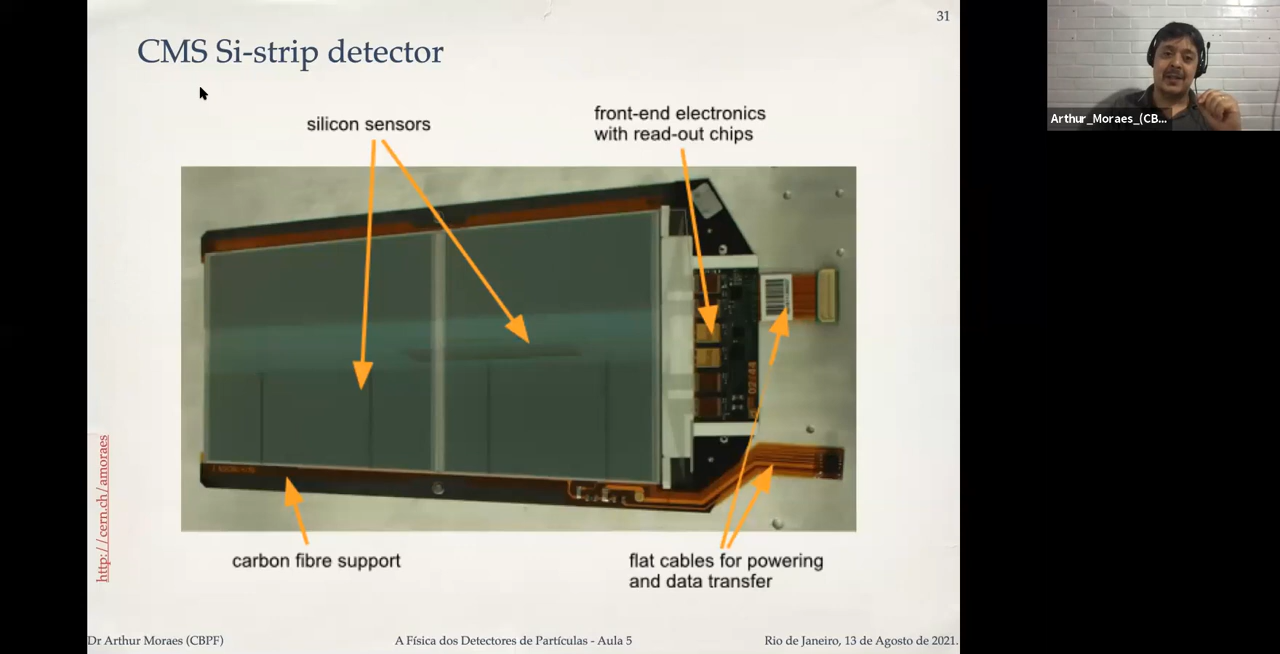 31
CMS Si-strip detector
silicon sensors
front-end electronics
with read-out chips
Arthur_Moraes_(CB...
02744
http://cern.ch/amoraes
carbon fibre support
flat cables for powering
and data transfer
Dr Arthur Moraes (CBPF)
A Física dos Detectores de Partículas - Aula 5
Rio de Janeiro, 13 de Agosto de 2021.